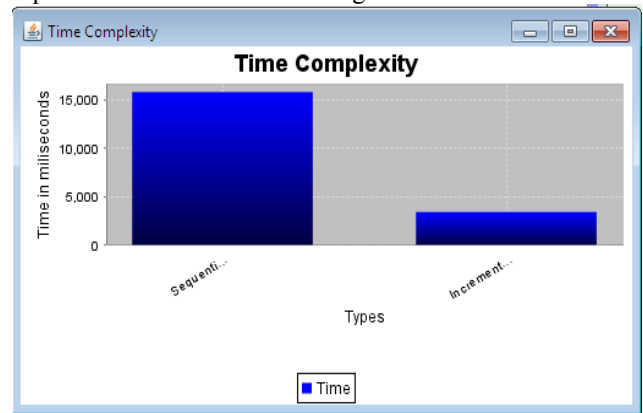 Time Complexity
Time Complexity
Time in miliseconds
15,000
10,000
5,000
0
Sequenti...
Increment...
Types
Time